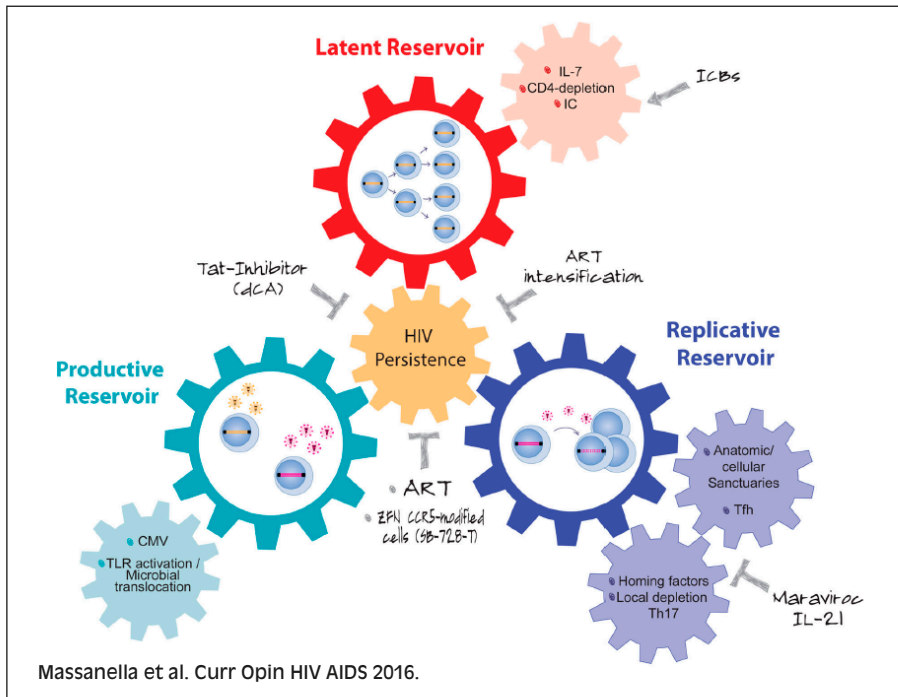 Latent Reservoir
IL-7
CD4-depletion
IC
ICBs
Tat-Inhibitor
(dCA)
ART
intensification
HIV
Persistence
Replicative
Reservoir
Productive
Reservoir
Anatomic/
cellular
Sanctuaries
Tfh
ART
ZFN CCR5-modified
cells (SB-728-T)
CMV
TLR activation /
Microbial
translocation
Homing factors
Local depletion
Th17
Maraviroc
IL-21
Massanella et al. Curr Opin HIV AIDS 2016.